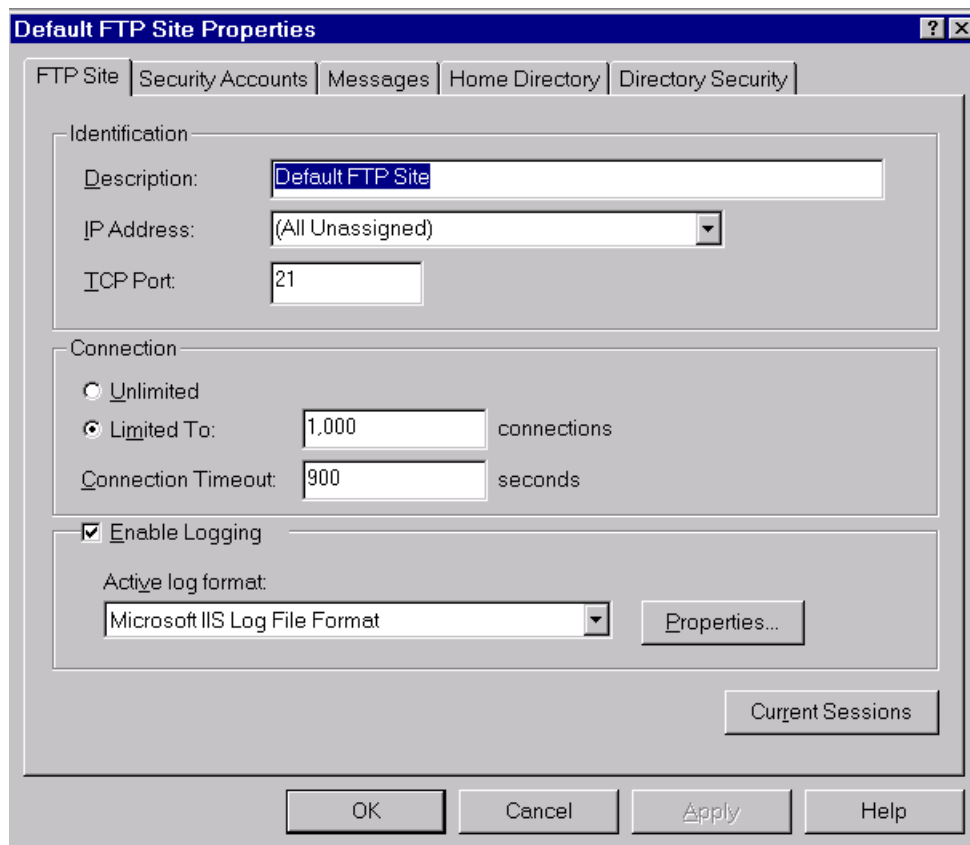 Default FTP Site Properties
FTP Site Security Accounts Messages Home Directory Directory Security
Identification
Description: Default FTP Site
IP Address: (All Unassigned)
TCP Port: 21
Connection
Unlimited
Limited To: 1,000 connections
Connection Timeout: 900 seconds
Enable Logging
Active log format:
Microsoft IIS Log File Format Properties...
Current Sessions
OK Cancel Apply Help